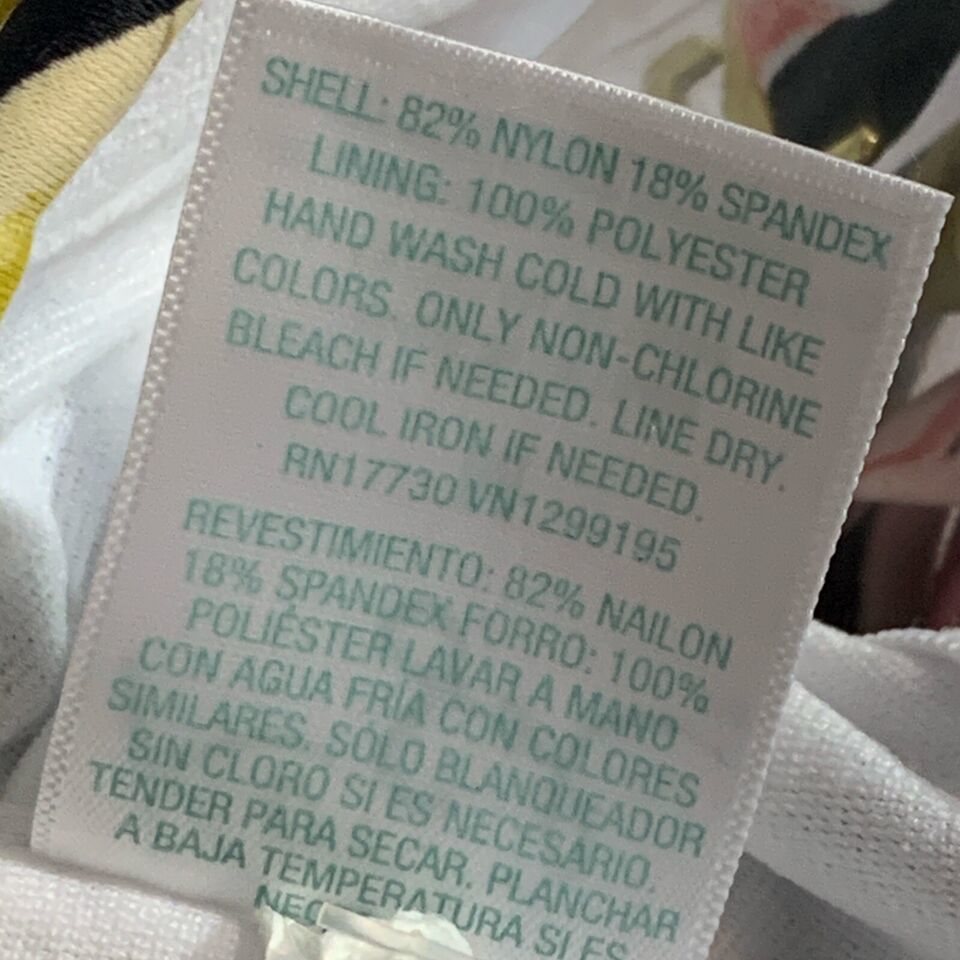 SHELL: 82% NYLON 18% SPANDEX
LINING: 100% POLYESTER
HAND WASH COLD WITH LIKE
COLORS. ONLY NON-CHLORINE
BLEACH IF NEEDED. LINE DRY.
COOL IRON IF NEEDED.
RN17730 VN1299195
REVESTIMIENTO: 82% NAILON
18% SPANDEX FORRO: 100%
POLIÉSTER LAVAR A MANO
CON AGUA FRÍA CON COLORES
SIMILARES. SOLO BLANQUEADOR
SIN CLORO SI ES NECESARIO.
TENDER PARA SECAR. PLANCHAR
A BAJA TEMPERATURA SI ES